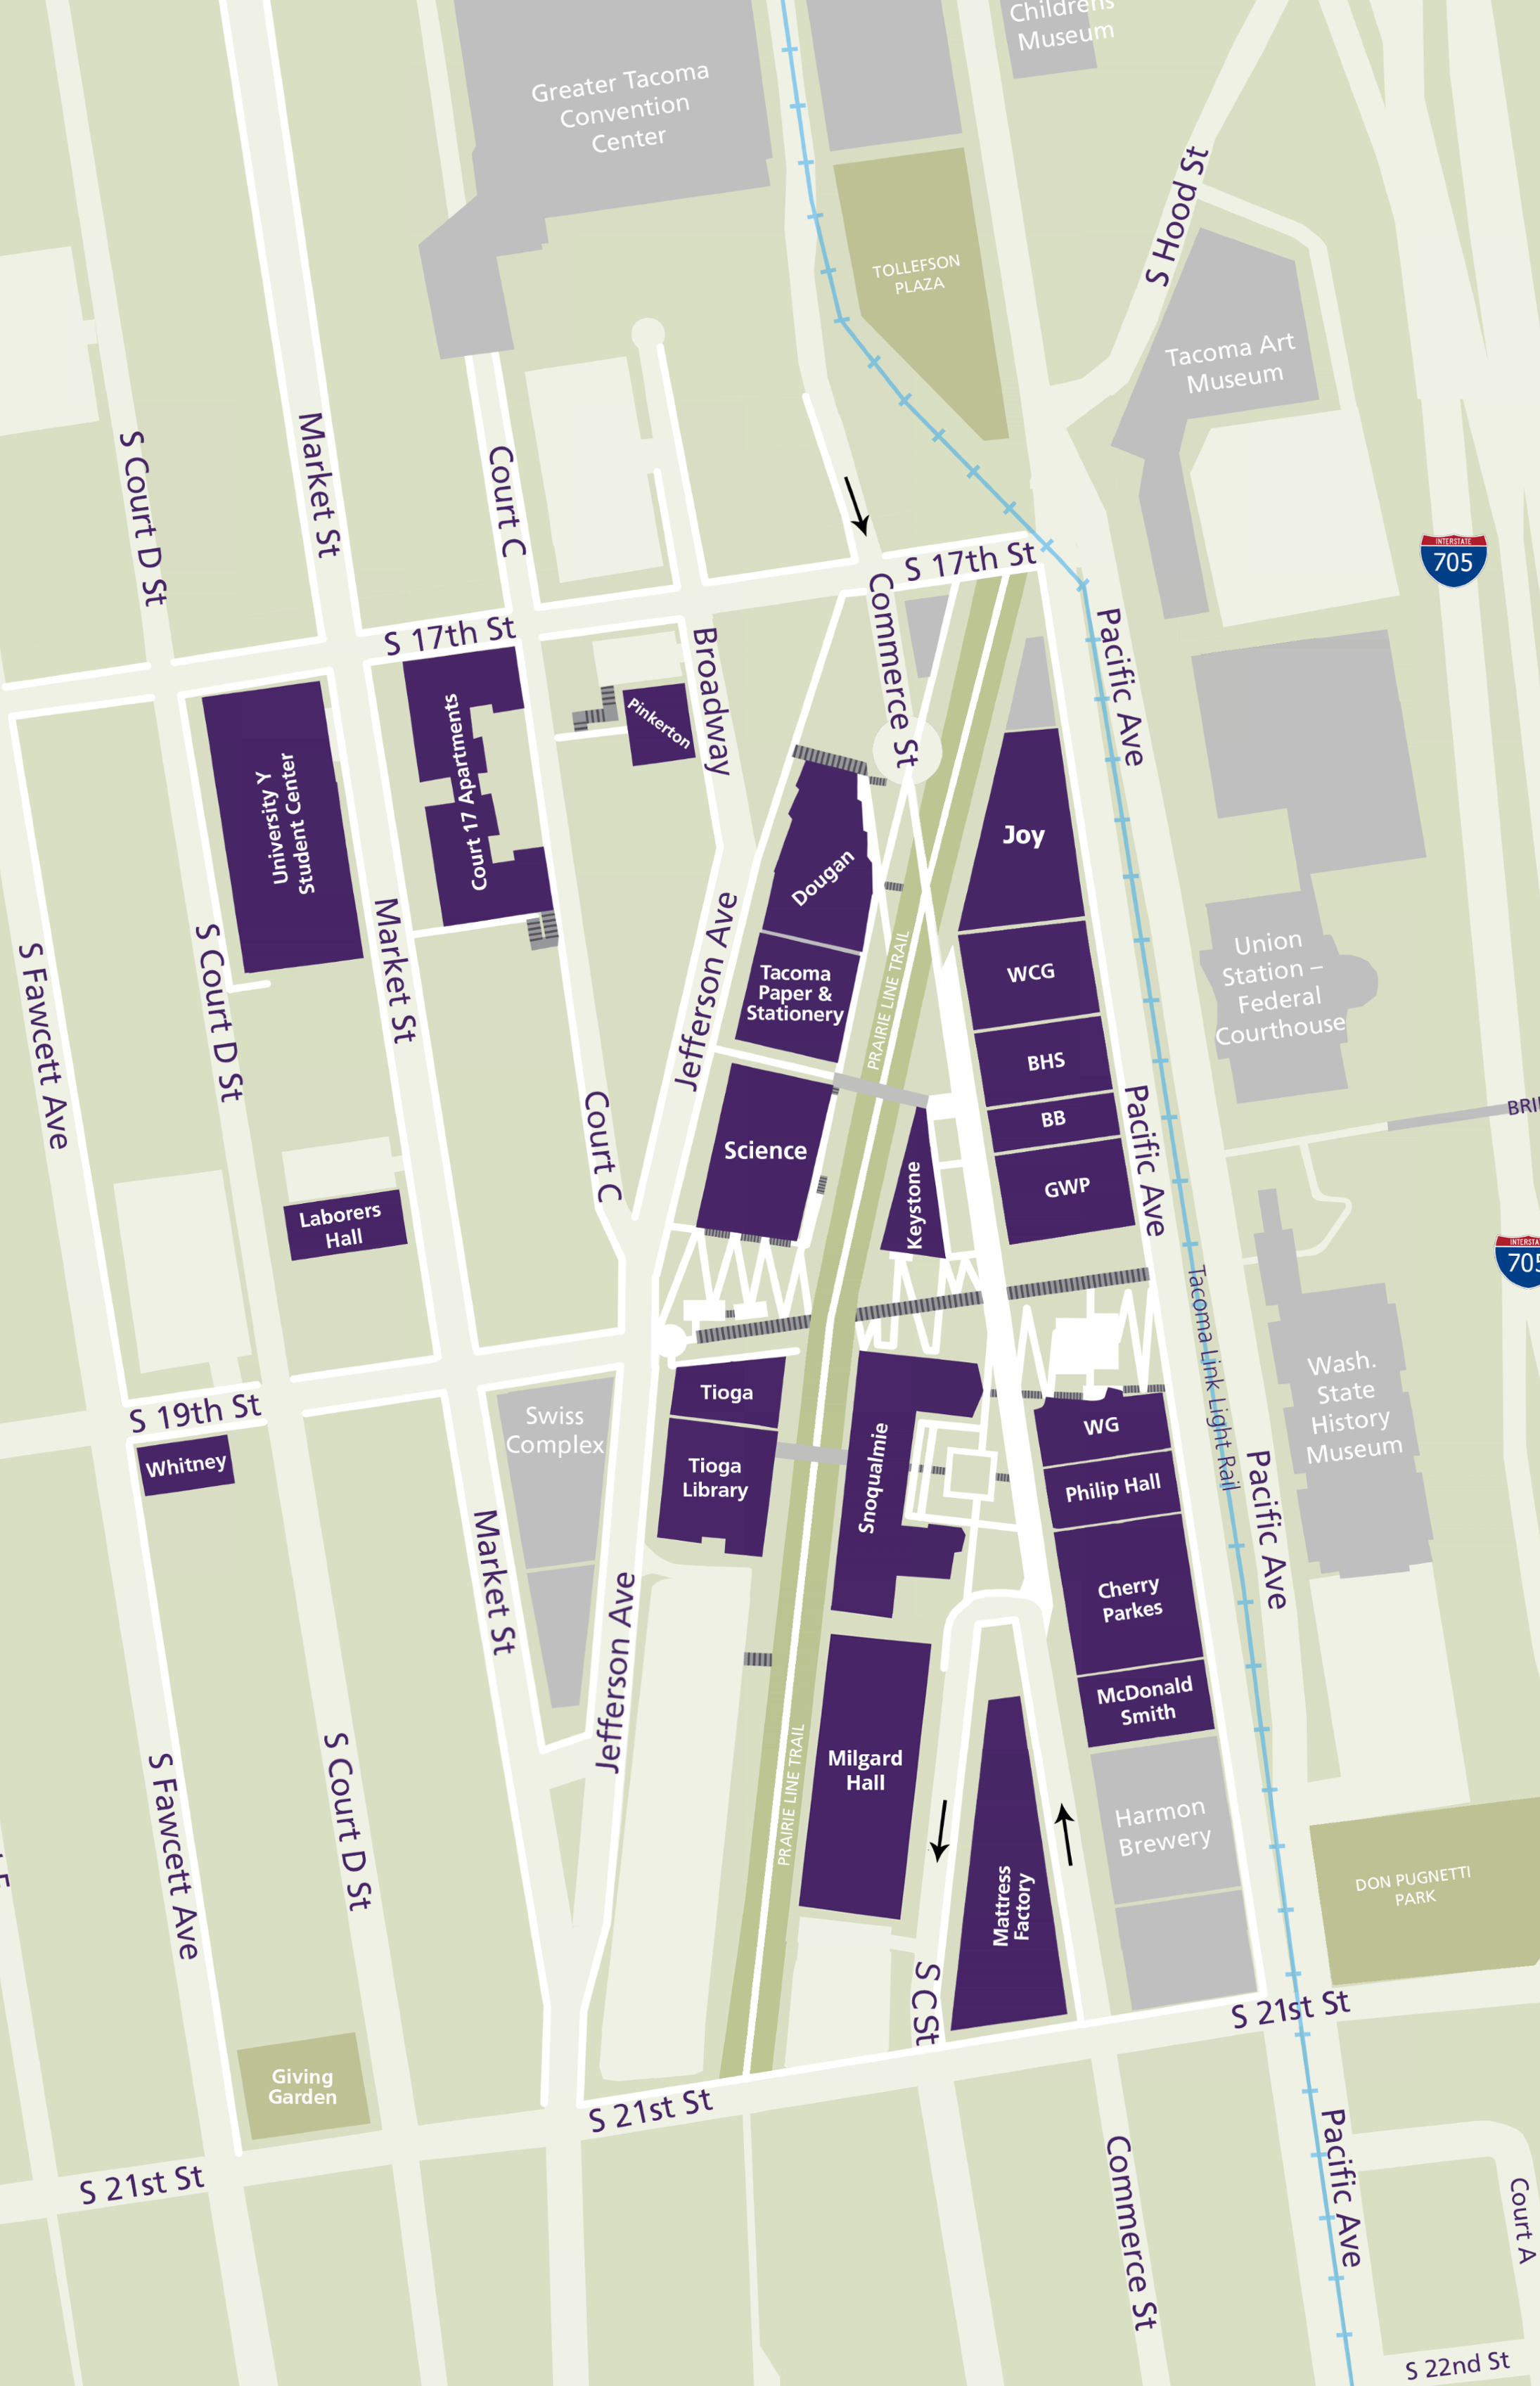 Childrens
Museum
Greater Tacoma
Convention
Center
S Hood St
TOLLEFSON
PLAZA
Tacoma Art
Museum
S Court D St
Market St
Court C
INTERSTATE
705
S 17th St
S 17th St
Commerce St
Pacific Ave
Broadway
Pinkerton
Court 17 Apartments
University Y
Student Center
Joy
Dougan
Jefferson Ave
Market St
S Court D St
S Fawcett Ave
PRAIRIE LINE TRAIL
Tacoma
Paper &
Stationery
WCG
Union
Station –
Federal
Courthouse
BHS
BB
GWP
Pacific Ave
Court C
Science
Keystone
Laborers
Hall
705
Tacoma Link Light Rail
Wash.
State
History
Museum
S 19th St
Whitney
Swiss
Complex
Tioga
Tioga
Library
Snoqualmie
WG
Philip Hall
Cherry
Parkes
McDonald
Smith
Pacific Ave
Market St
Jefferson Ave
PRAIRIE LINE TRAIL
Milgard
Hall
Mattress
Factory
Harmon
Brewery
DON PUGNETTI
PARK
S Fawcett Ave
S Court D St
S C St
S 21st St
Giving
Garden
S 21st St
S 21st St
Commerce St
Pacific Ave
Court A
S 22nd St